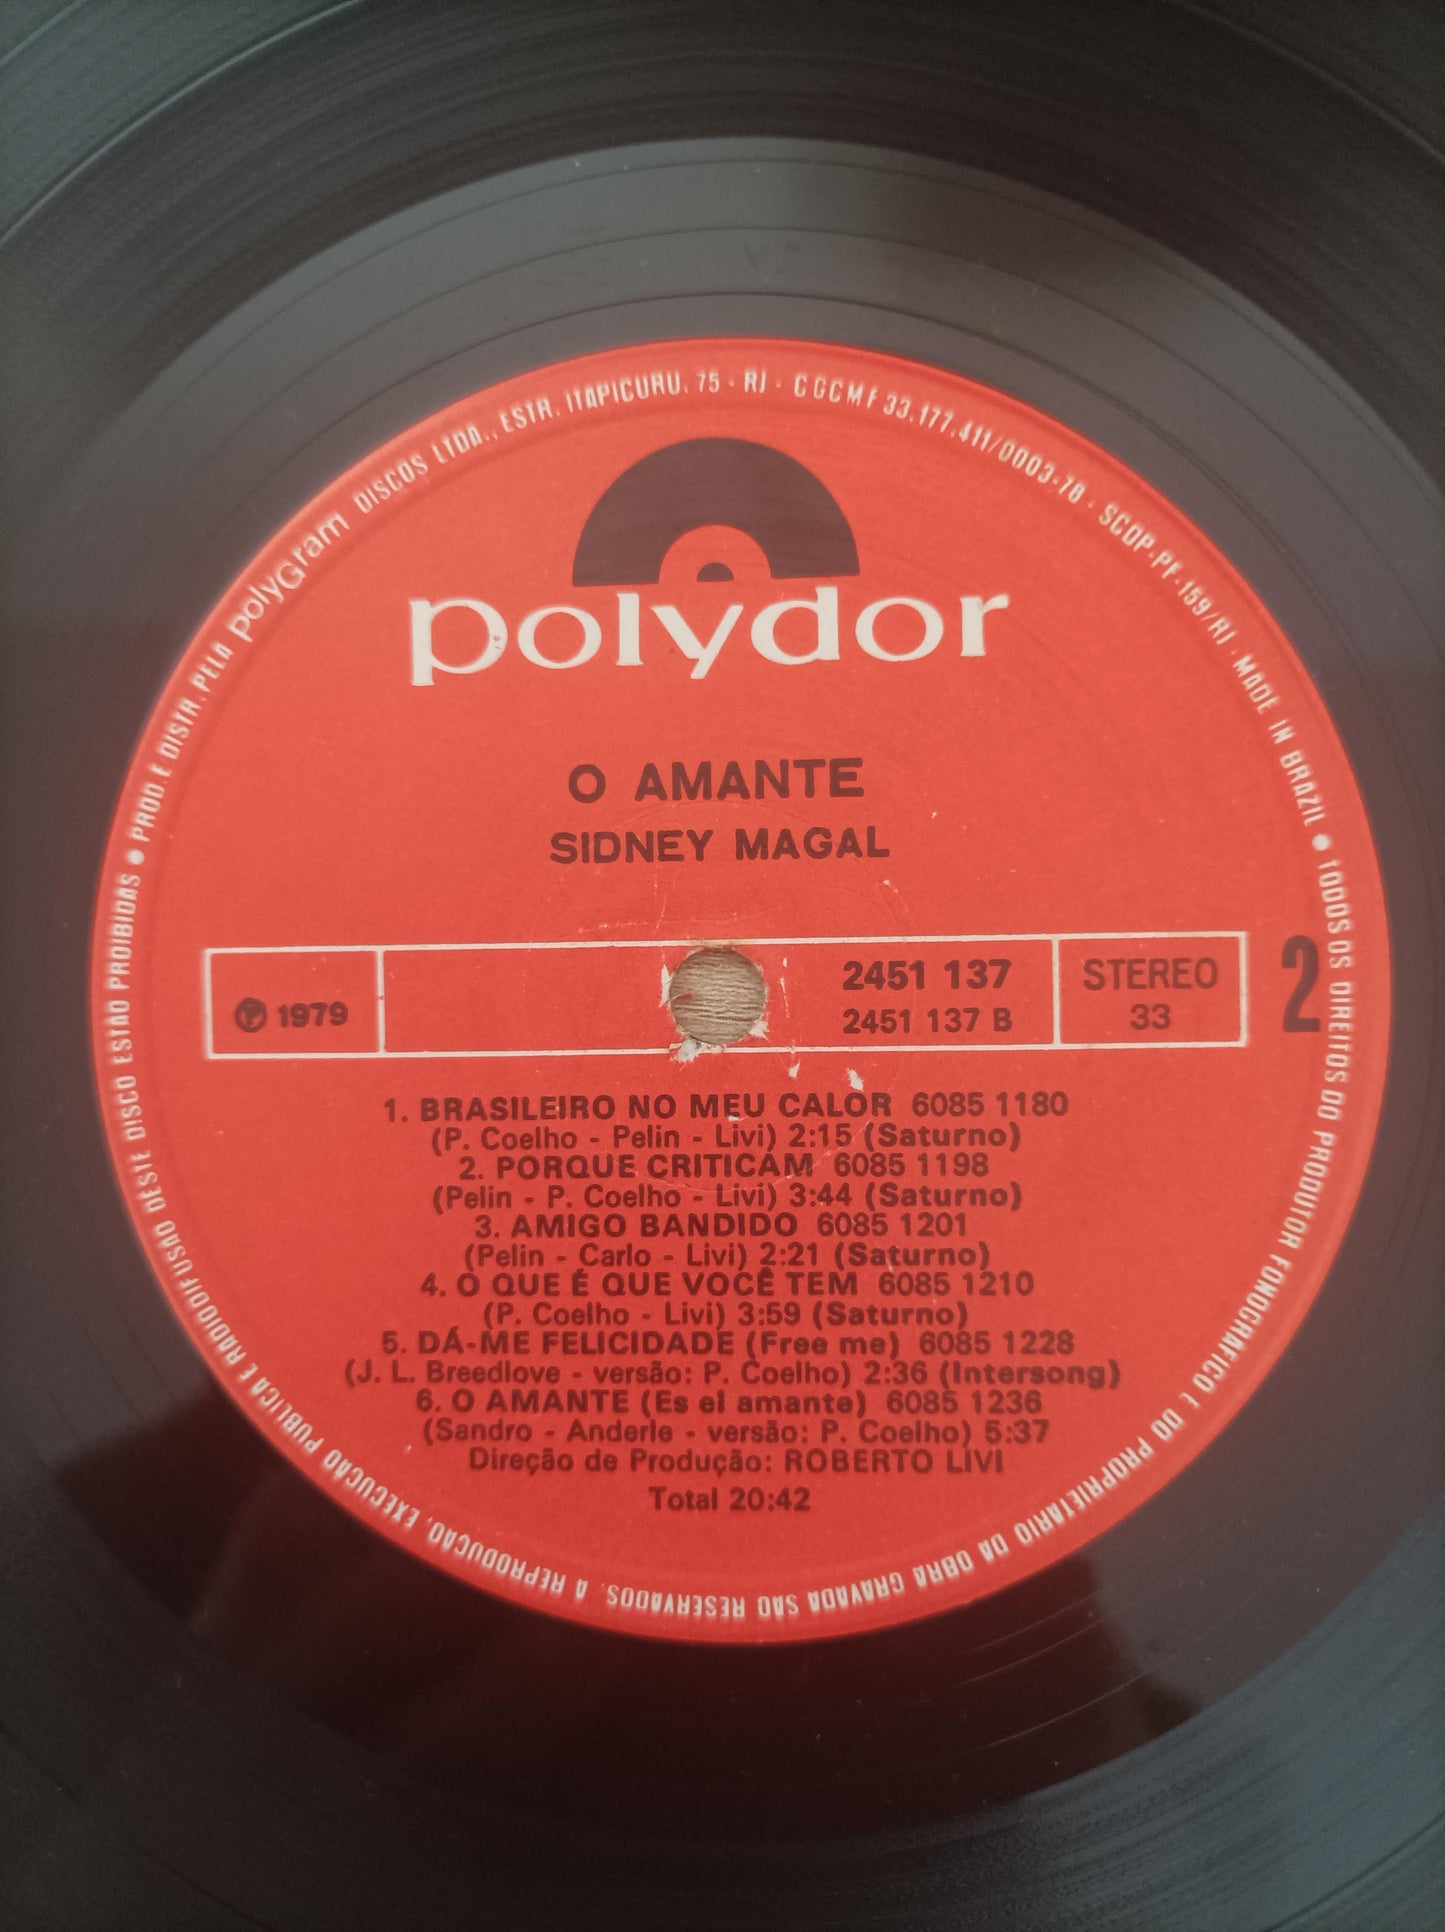 ● PROD. E DISTR. PELA polyGram DISCOS LTDA., ESTR. ITAPICURU, 75 - RJ - CGCMF 33.177.411/0003-78 - SCDP-PF-159/RJ - MADE IN BRAZIL ● TODOS OS DIREITOS DO PRODUTOR FONOGRÁFICO E DO PROPRIETÁRIO DA OBRA GRAVADA SÃO RESERVADOS. A REPRODUÇÃO, EXECUÇÃO PÚBLICA E RADIODIFUSÃO DESTE DISCO ESTÃO PROIBIDAS
polydor
O AMANTE
SIDNEY MAGAL
℗ 1979
2451 137
2451 137 B
STEREO
33
2
1. BRASILEIRO NO MEU CALOR 6085 1180
(P. Coelho - Pelin - Livi) 2:15 (Saturno)
2. PORQUE CRITICAM 6085 1198
(Pelin - P. Coelho - Livi) 3:44 (Saturno)
3. AMIGO BANDIDO 6085 1201
(Pelin - Carlo - Livi) 2:21 (Saturno)
4. O QUE É QUE VOCÊ TEM 6085 1210
(P. Coelho - Livi) 3:59 (Saturno)
5. DÁ-ME FELICIDADE (Free me) 6085 1228
(J. L. Breedlove - versão: P. Coelho) 2:36 (Intersong)
6. O AMANTE (Es el amante) 6085 1236
(Sandro - Anderle - versão: P. Coelho) 5:37
Direção de Produção: ROBERTO LIVI
Total 20:42